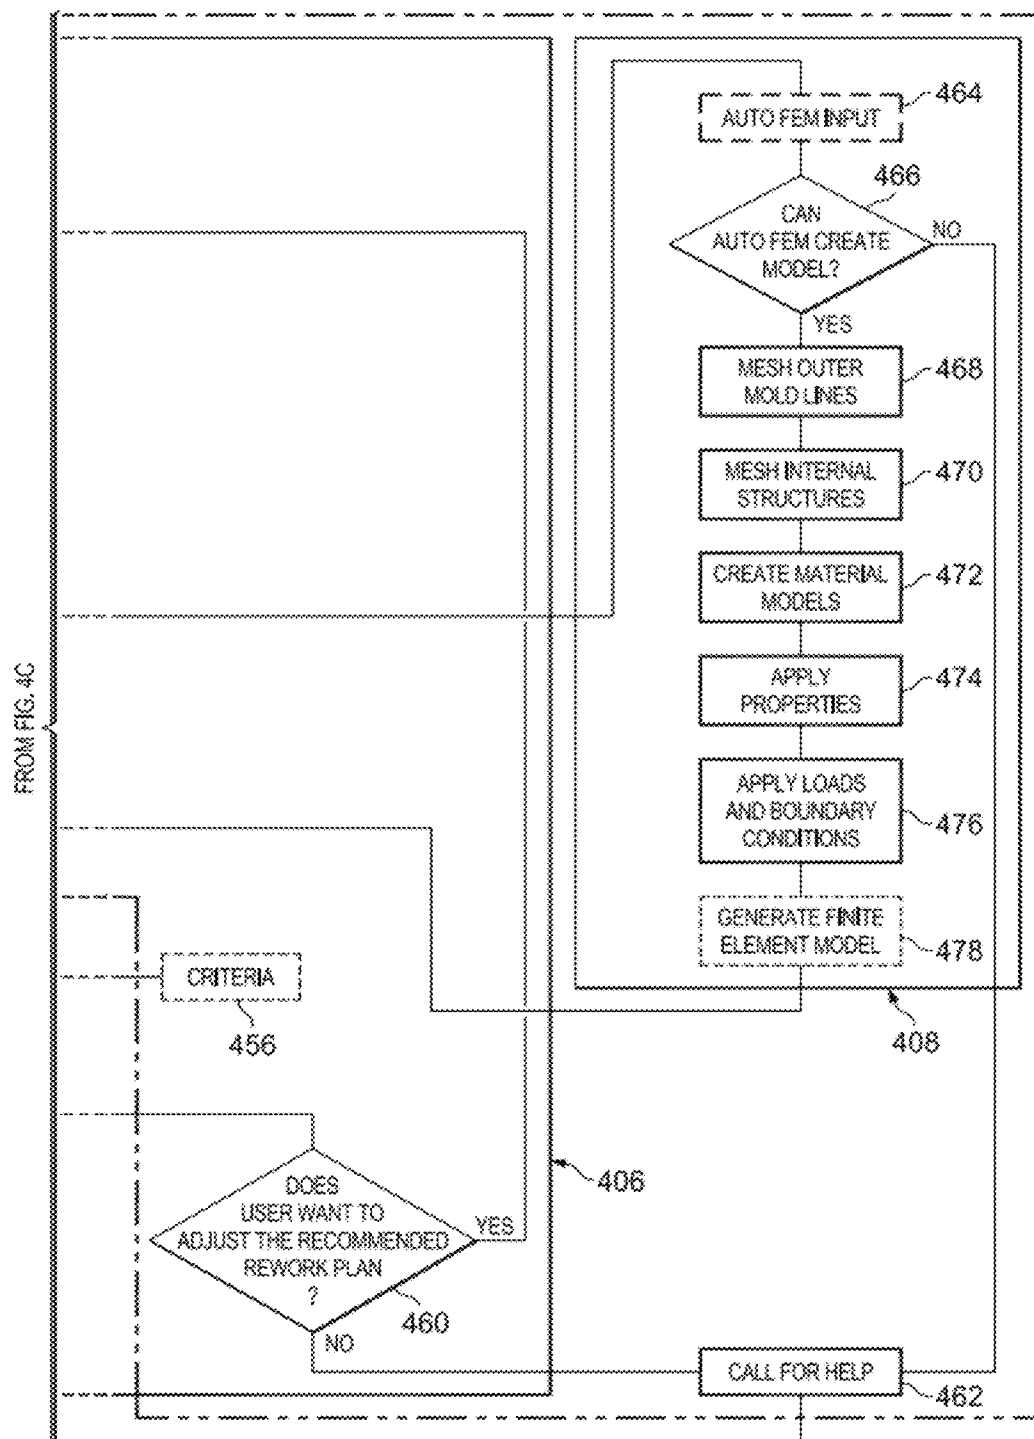 FROM FIG. 4C
AUTO FEM INPUT
464
466
CAN
AUTO FEM CREATE
MODEL?
NO
YES
MESH OUTER
MOLD LINES
468
MESH INTERNAL
STRUCTURES
470
CREATE MATERIAL
MODELS
472
APPLY
PROPERTIES
474
APPLY LOADS
AND BOUNDARY
CONDITIONS
476
GENERATE FINITE
ELEMENT MODEL
478
408
CRITERIA
456
406
DOES
USER WANT TO
ADJUST THE RECOMMENDED
REWORK PLAN
?
YES
460
NO
CALL FOR HELP
462